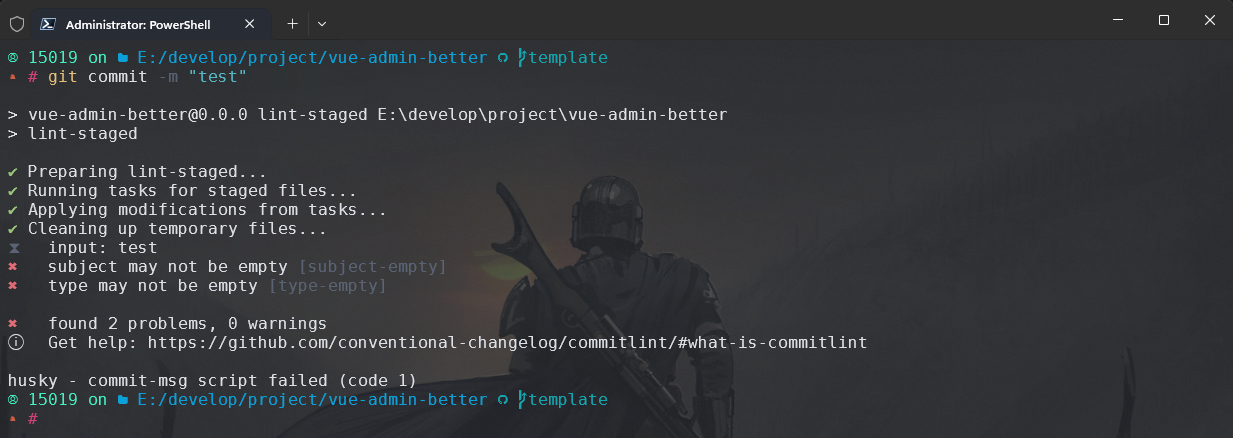 Administrator: PowerShell
15019 on E:/develop/project/vue-admin-better template
# git commit -m "test"
> vue-admin-better@0.0.0 lint-staged E:\develop\project\vue-admin-better
> lint-staged
✔ Preparing lint-staged...
✔ Running tasks for staged files...
✔ Applying modifications from tasks...
✔ Cleaning up temporary files...
⧗ input: test
✖ subject may not be empty [subject-empty]
✖ type may not be empty [type-empty]
✖ found 2 problems, 0 warnings
ⓘ Get help: https://github.com/conventional-changelog/commitlint/#what-is-commitlint
husky - commit-msg script failed (code 1)
15019 on E:/develop/project/vue-admin-better template
#